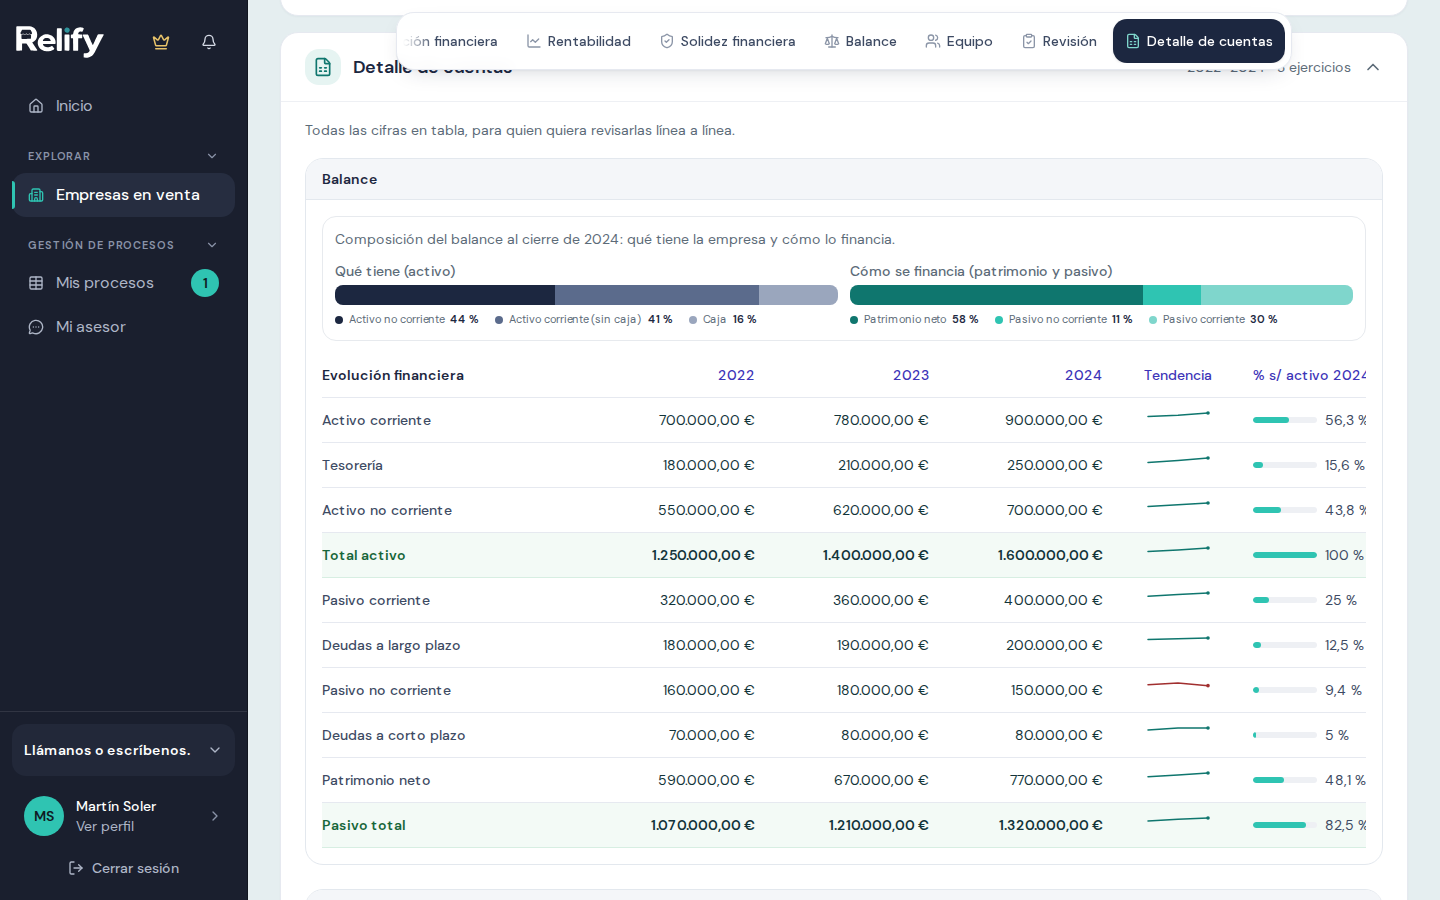 Relify
Inicio
EXPLORAR
Empresas en venta
GESTIÓN DE PROCESOS
Mis procesos 1
Mi asesor
Llámanos o escríbenos.
MS
Martín Soler
Ver perfil
Cerrar sesión
financiera Rentabilidad Solidez financiera Balance Equipo Revisión Detalle de cuentas
Detalle de cuentas ejercicios
Todas las cifras en tabla, para quien quiera revisarlas línea a línea.
Balance
Composición del balance al cierre de 2024: qué tiene la empresa y cómo lo financia.
Qué tiene (activo) Cómo se financia (patrimonio y pasivo)
Activo no corriente 44 % Activo corriente (sin caja) 41 % Caja 16 % Patrimonio neto 58 % Pasivo no corriente 11 % Pasivo corriente 30 %
Evolución financiera 2022 2023 2024 Tendencia % s/ activo 2024
Activo corriente 700.000,00 € 780.000,00 € 900.000,00 € 56,3 %
Tesorería 180.000,00 € 210.000,00 € 250.000,00 € 15,6 %
Activo no corriente 550.000,00 € 620.000,00 € 700.000,00 € 43,8 %
Total activo 1.250.000,00 € 1.400.000,00 € 1.600.000,00 € 100 %
Pasivo corriente 320.000,00 € 360.000,00 € 400.000,00 € 25 %
Deudas a largo plazo 180.000,00 € 190.000,00 € 200.000,00 € 12,5 %
Pasivo no corriente 160.000,00 € 180.000,00 € 150.000,00 € 9,4 %
Deudas a corto plazo 70.000,00 € 80.000,00 € 80.000,00 € 5 %
Patrimonio neto 590.000,00 € 670.000,00 € 770.000,00 € 48,1 %
Pasivo total 1.070.000,00 € 1.210.000,00 € 1.320.000,00 € 82,5 %